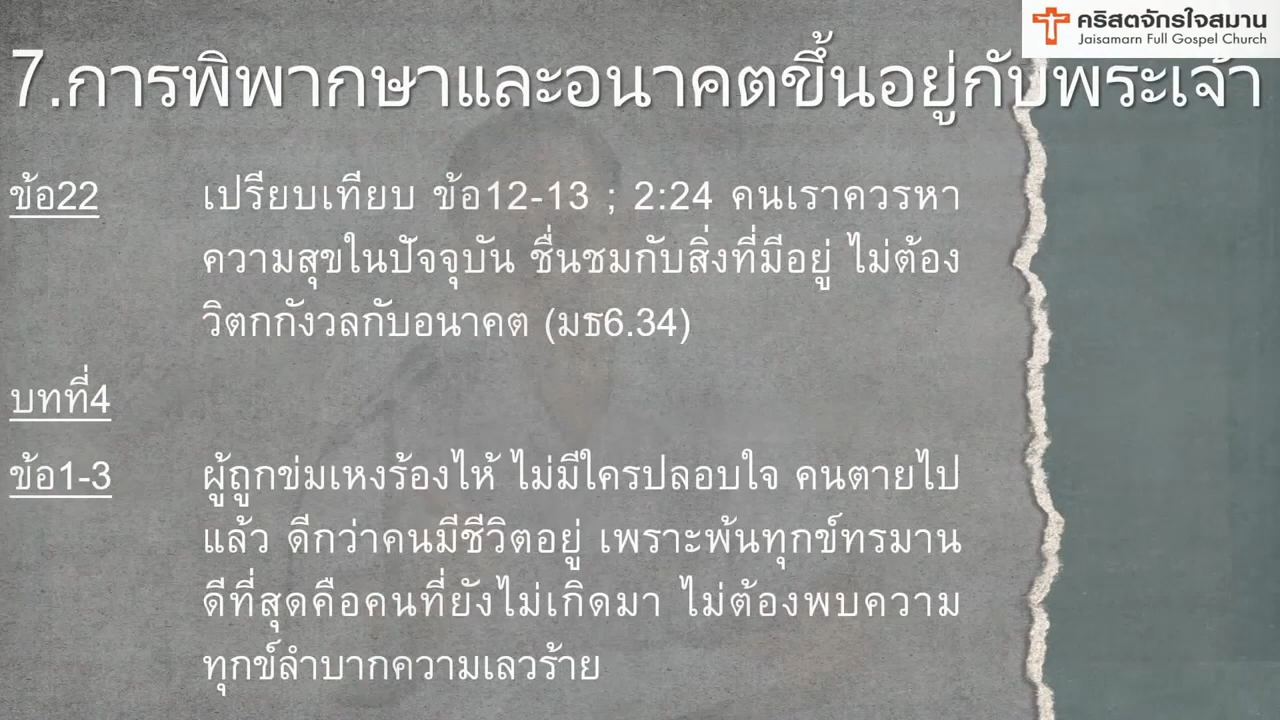 คริสตจักรใจสมาน
Jaisamarn Full Gospel Church
7.การพิพากษาและอนาคตขึ้นอยู่กับพระเจ้า
ข้อ22 เปรียบเทียบ ข้อ12-13 ; 2:24 คนเราควรหา
ความสุขในปัจจุบัน ชื่นชมกับสิ่งที่มีอยู่ ไม่ต้อง
วิตกกังวลกับอนาคต (มธ6.34)
บทที่4
ข้อ1-3 ผู้ถูกข่มเหงร้องไห้ ไม่มีใครปลอบใจ คนตายไป
แล้ว ดีกว่าคนมีชีวิตอยู่ เพราะพ้นทุกข์ทรมาน
ดีที่สุดคือคนที่ยังไม่เกิดมา ไม่ต้องพบความ
ทุกข์ลำบากความเลวร้าย